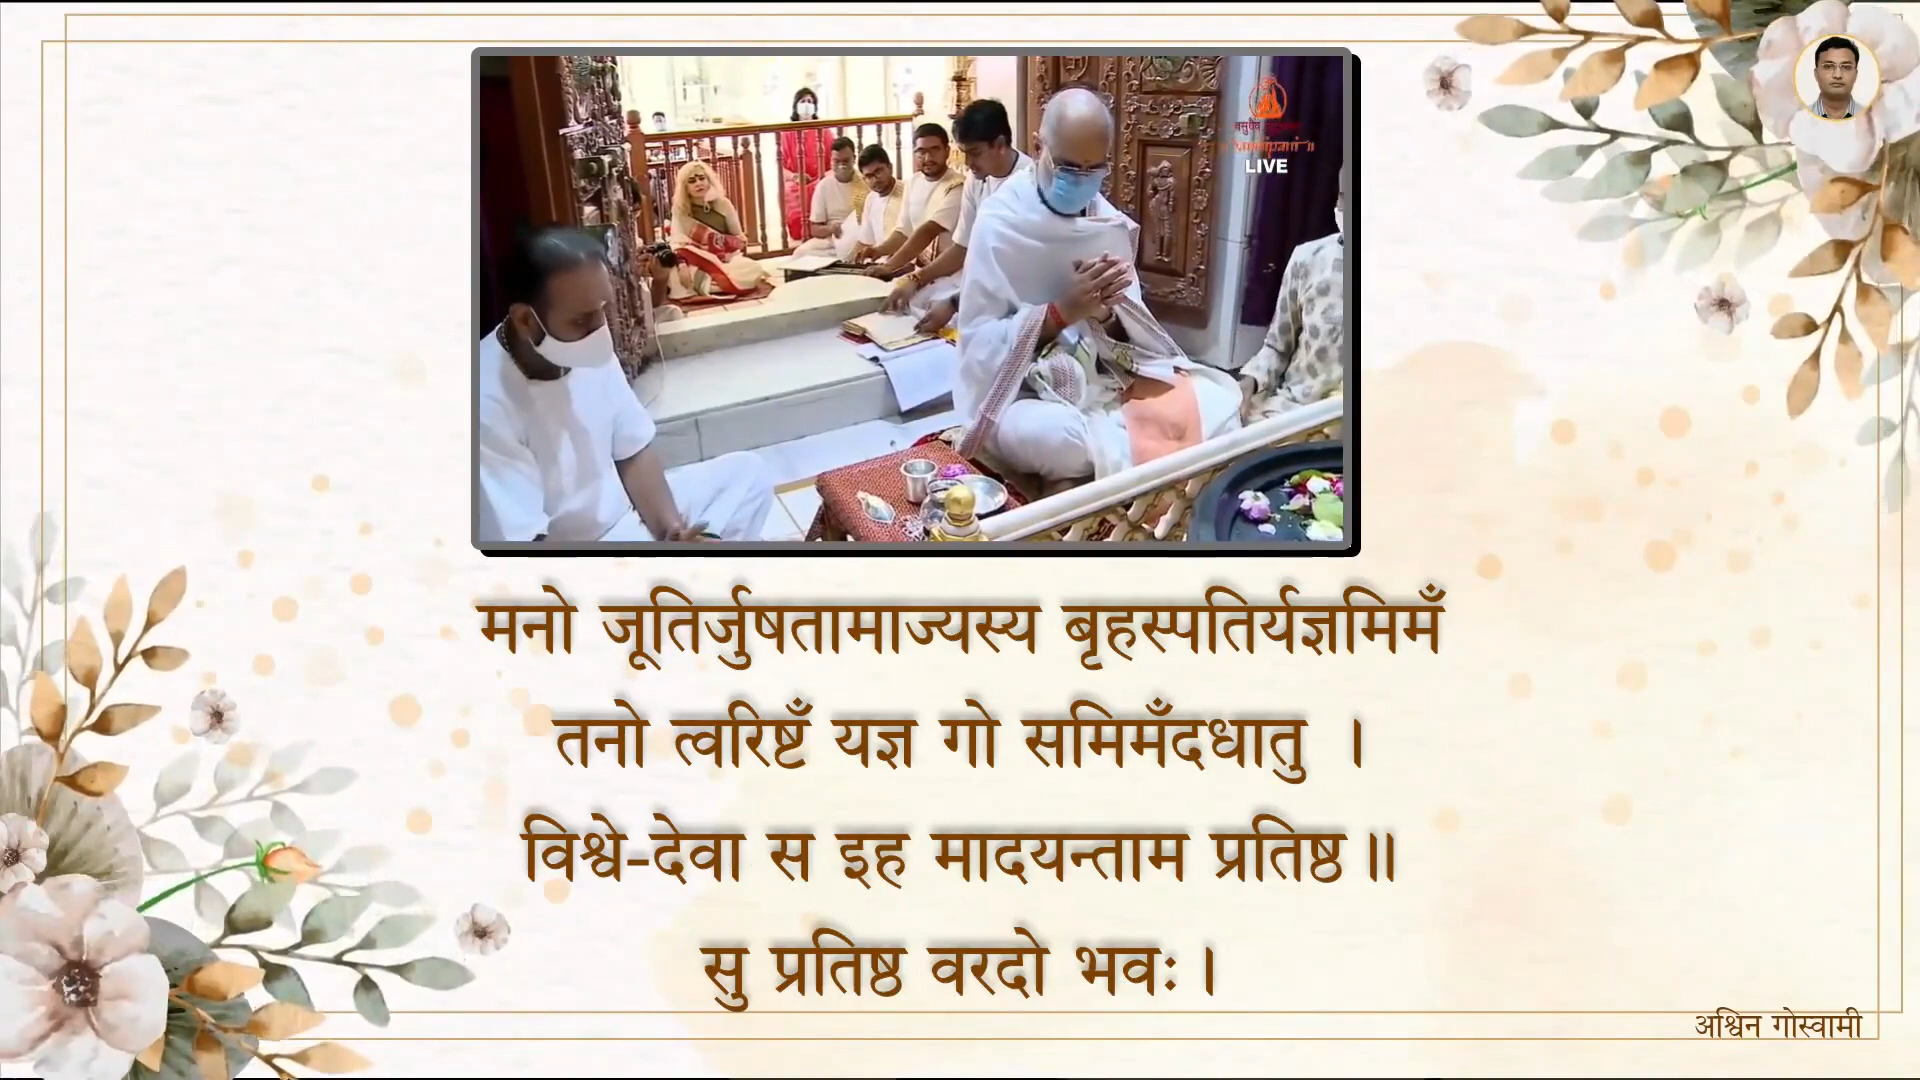 LIVE
मनो जूतिर्जुषतामाज्यस्य बृहस्पतिर्यज्ञमिमँ
तनो त्वरिष्टँ यज्ञ गो समिमँदधातु ।
विश्वे-देवा स इह मादयन्ताम प्रतिष्ठ ॥
सु प्रतिष्ठ वरदो भवः ।
अश्विन गोस्वामी